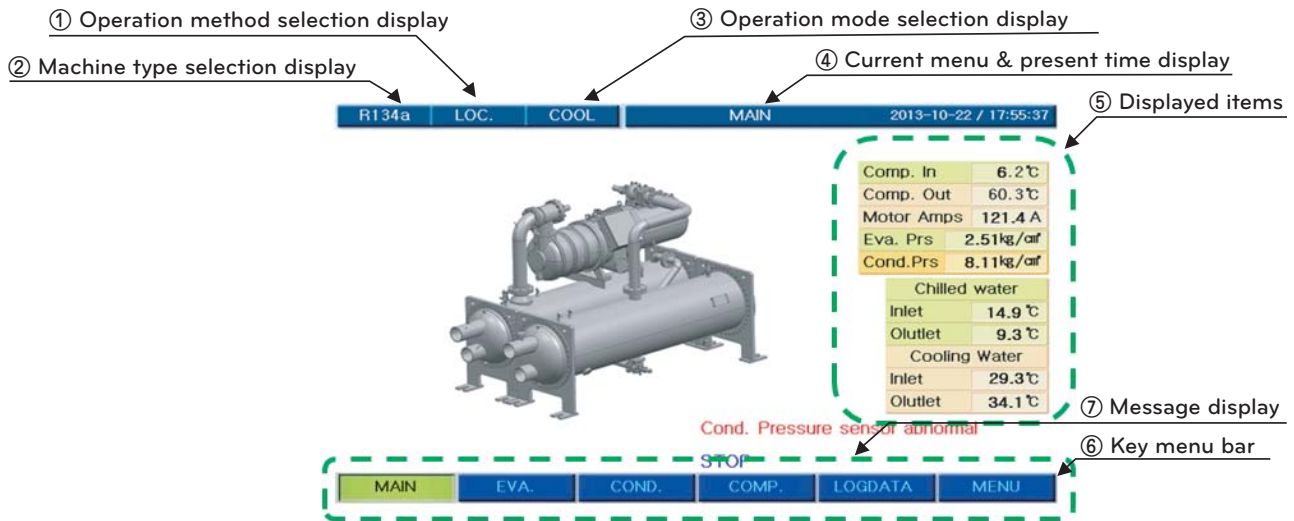 ① Operation method selection display
③ Operation mode selection display
② Machine type selection display
④ Current menu & present time display
⑤ Displayed items
R134a LOC. COOL MAIN 2013-10-22 / 17:55:37
Comp. In 6.2℃
Comp. Out 60.3℃
Motor Amps 121.4 A
Eva. Prs 2.51kg/㎠
Cond.Prs 8.11kg/㎠
Chilled water
Inlet 14.9 ℃
Olutlet 9.3 ℃
Cooling Water
Inlet 29.3℃
Olutlet 34.1℃
⑦ Message display
Cond. Pressure sensor abnormal
⑥ Key menu bar
STOP
MAIN EVA. COND. COMP. LOGDATA MENU